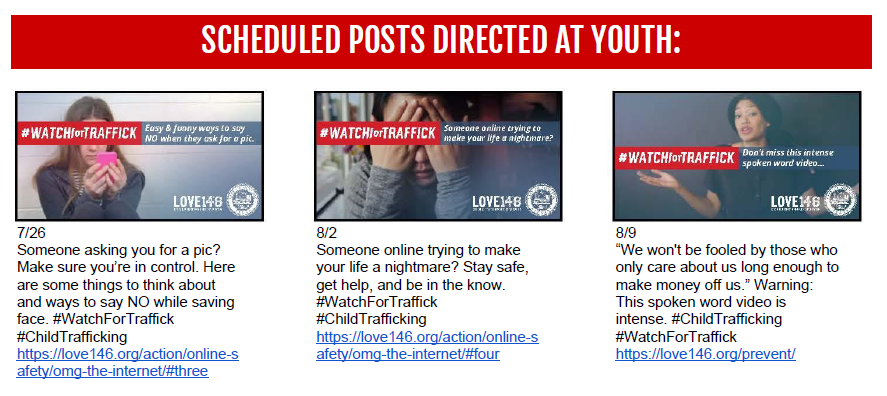 SCHEDULED POSTS DIRECTED AT YOUTH:
#WATCHforTRAFFICK
Easy & funny ways to say
NO when they ask for a pic.
LOVE146
7/26
Someone asking you for a pic?
Make sure you're in control. Here
are some things to think about
and ways to say NO while saving
face. #WatchForTraffick
#ChildTrafficking
https://love146.org/action/online-s
afety/omg-the-internet/#three
#WATCHforTRAFFICK
Someone online trying to
make your life a nightmare?
LOVE146
8/2
Someone online trying to make
your life a nightmare? Stay safe,
get help, and be in the know.
#WatchForTraffick
#ChildTrafficking
https://love146.org/action/online-s
afety/omg-the-internet/#four
#WATCHforTRAFFICK
Don't miss this intense
spoken word video...
LOVE146
8/9
“We won't be fooled by those who
only care about us long enough to
make money off us.” Warning:
This spoken word video is
intense. #ChildTrafficking
#WatchForTraffick
https://love146.org/prevent/